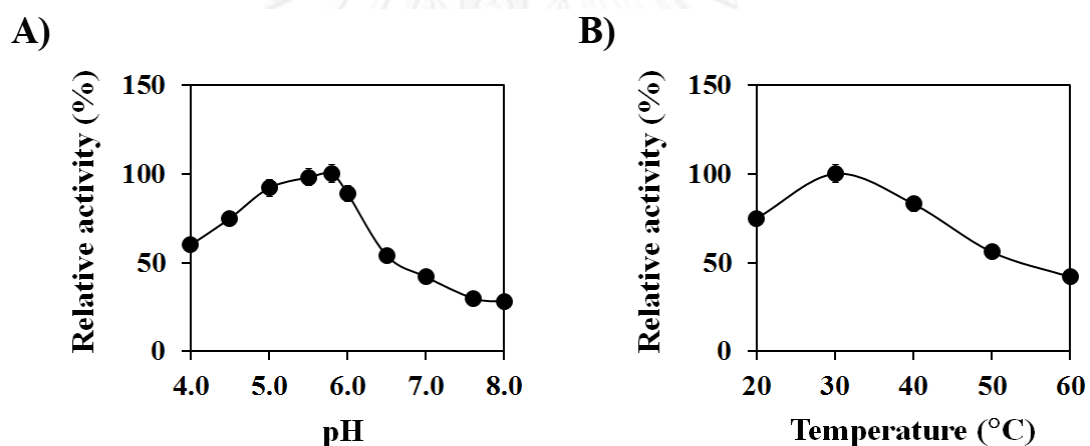 A)
Relative activity (%)
150
100
50
0
4.0 5.0 6.0 7.0 8.0
pH
B)
Relative activity (%)
150
100
50
0
20 30 40 50 60
Temperature (°C)